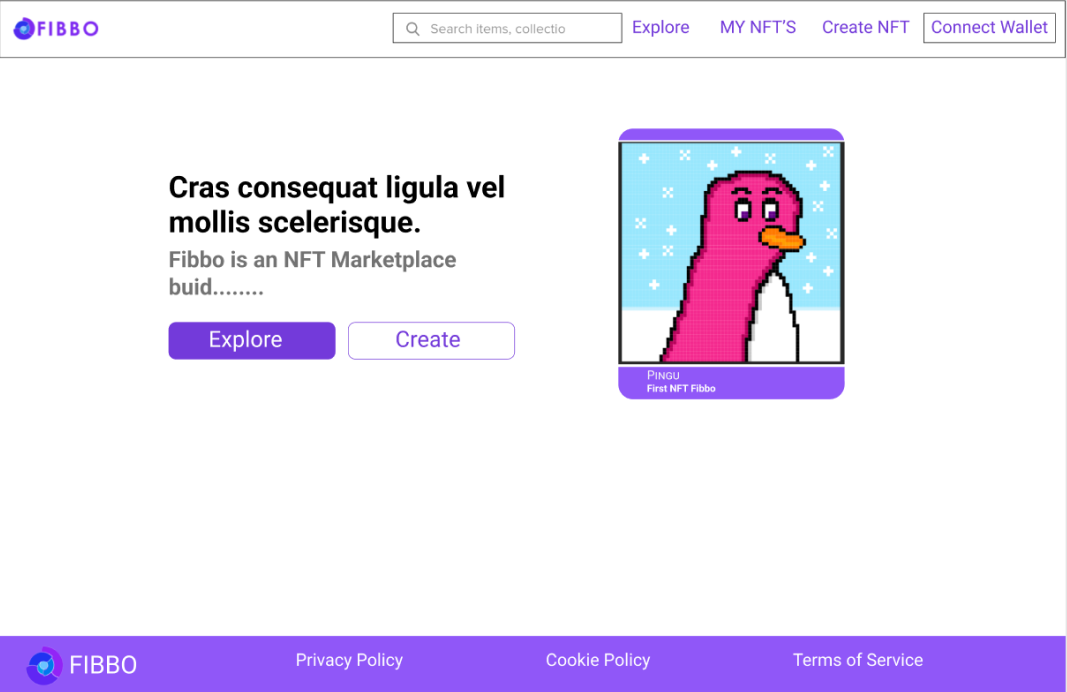 FIBBO
Search items, collectio
Explore
MY NFT'S
Create NFT
Connect Wallet
Cras consequat ligula vel
mollis scelerisque.
Fibbo is an NFT Marketplace
buid........
Explore
Create
Pingu
First NFT Fibbo
FIBBO
Privacy Policy
Cookie Policy
Terms of Service